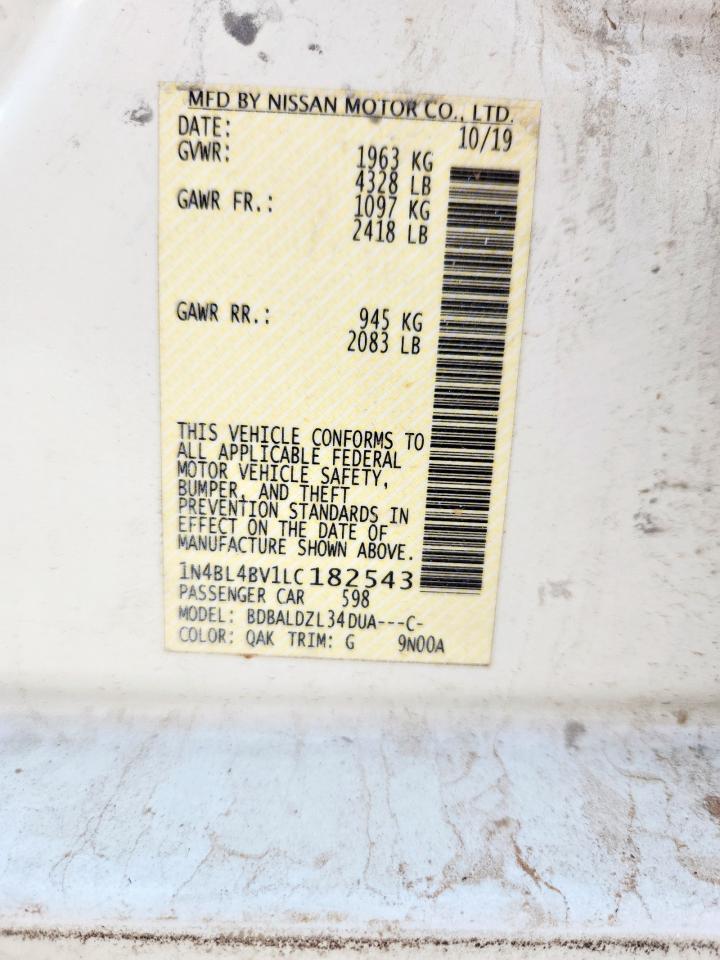 MFD BY NISSAN MOTOR CO., LTD.
DATE: 10/19
GVWR: 1963 KG
4328 LB
GAWR FR.: 1097 KG
2418 LB
GAWR RR.: 945 KG
2083 LB
THIS VEHICLE CONFORMS TO
ALL APPLICABLE FEDERAL
MOTOR VEHICLE SAFETY,
BUMPER, AND THEFT
PREVENTION STANDARDS IN
EFFECT ON THE DATE OF
MANUFACTURE SHOWN ABOVE.
1N4BL4BV1LC182543
PASSENGER CAR 598
MODEL: BDBALDZL34DUA---C-
COLOR: QAK TRIM: G 9N00A